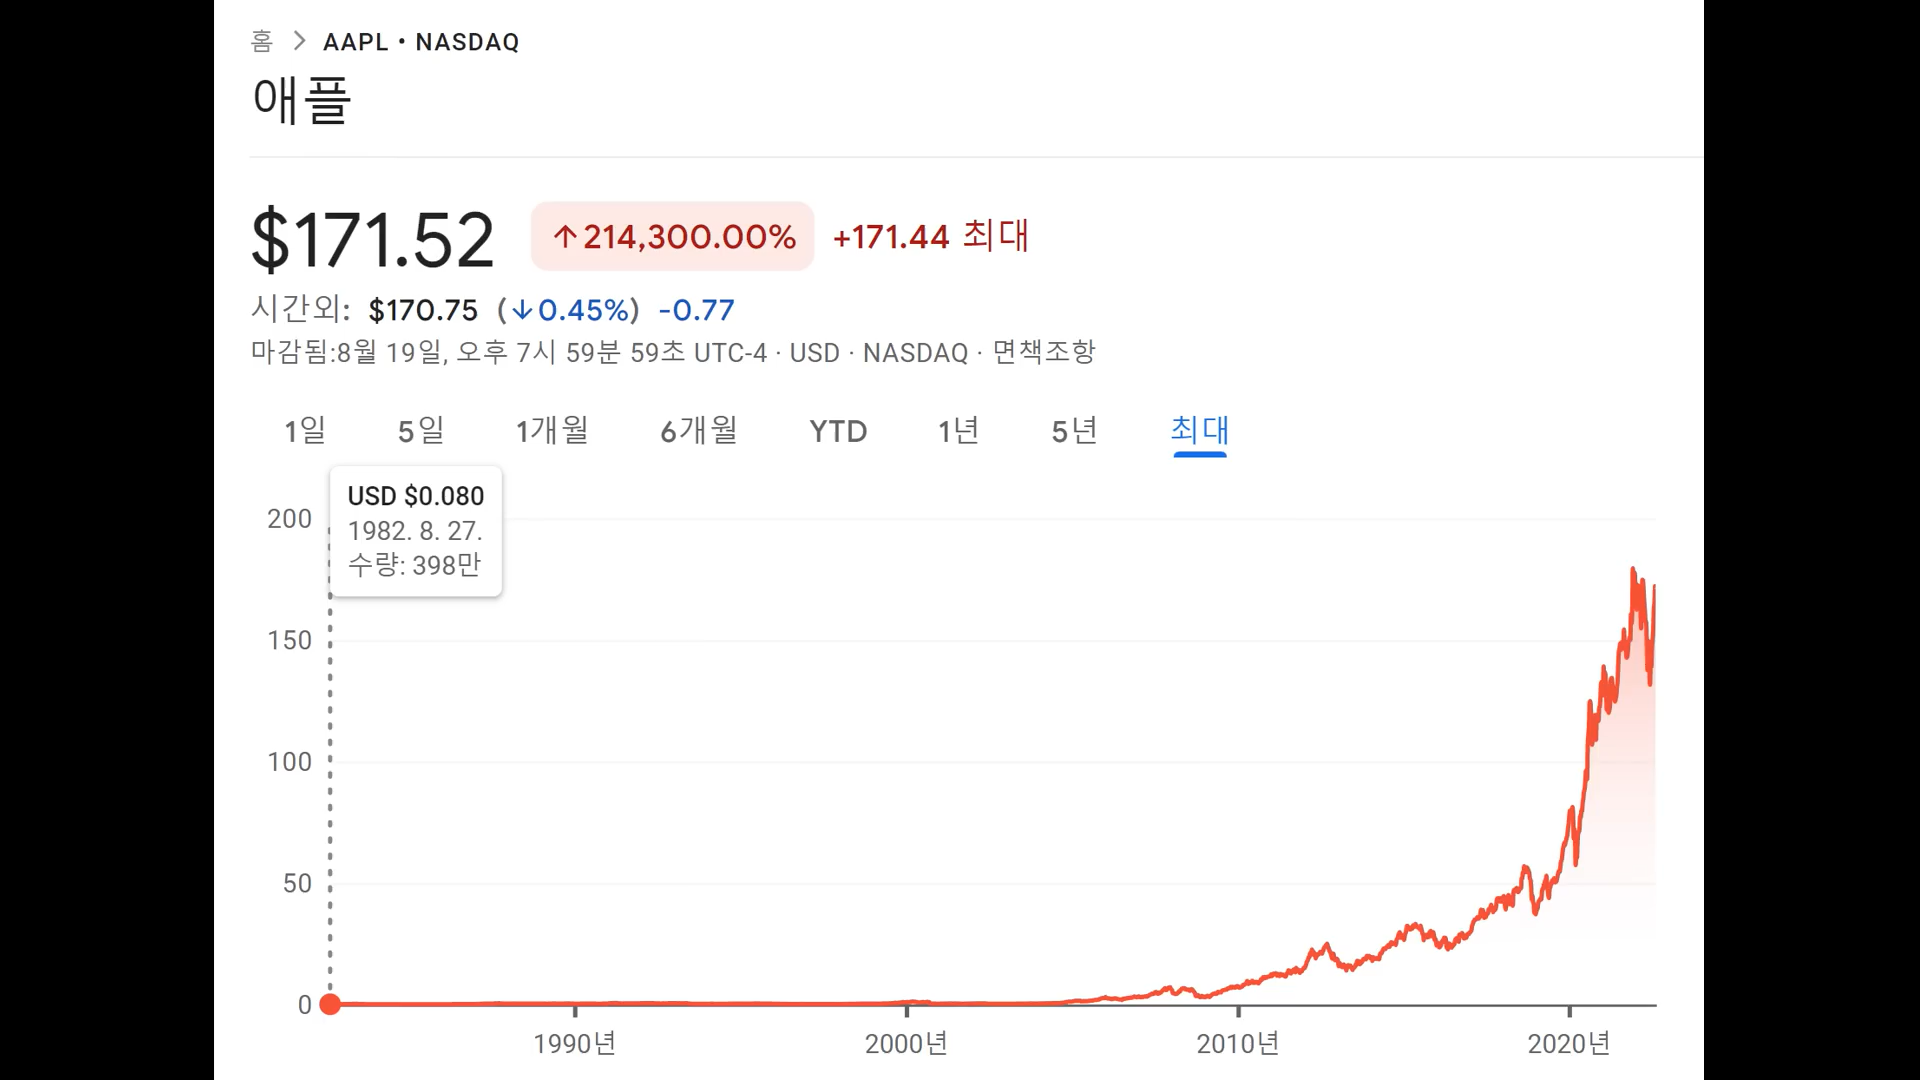 홈 > AAPL • NASDAQ
애플
$171.52 ↑214,300.00% +171.44 최대
시간외: $170.75 (↓0.45%) -0.77
마감됨:8월 19일, 오후 7시 59분 59초 UTC-4 · USD · NASDAQ · 면책조항
1일 5일 1개월 6개월 YTD 1년 5년 최대
USD $0.080
1982. 8. 27.
수량: 398만
200
150
100
50
0
1990년 2000년 2010년 2020년